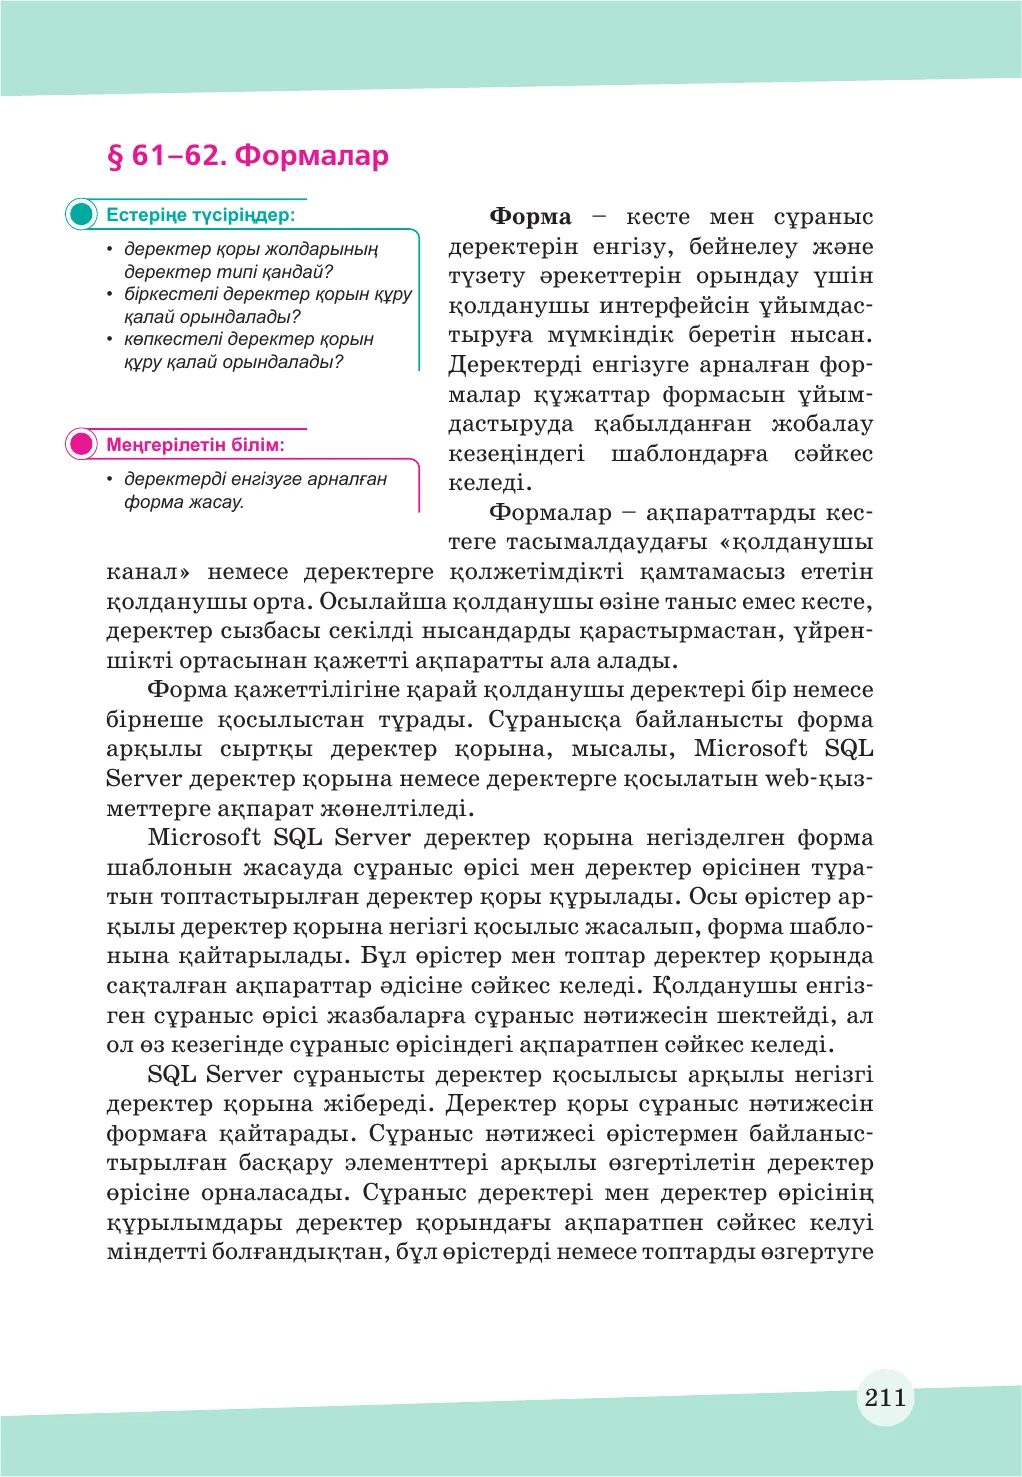 § 61–62. Формалар
Естеріңе түсіріңдер:
• деректер қоры жолдарының
деректер типі қандай?
• біркестелі деректер қорын құру
қалай орындалады?
• көпкестелі деректер қорын
құру қалай орындалады?
Меңгерілетін білім:
• деректерді енгізуге арналған
форма жасау.
Форма – кесте мен сұраныс
деректерін енгізу, бейнелеу және
түзету әрекеттерін орындау үшін
қолданушы интерфейсін ұйымдас-
тыруға мүмкіндік беретін нысан.
Деректерді енгізуге арналған фор-
малар құжаттар формасын ұйым-
дастыруда қабылданған жобалау
кезеңіндегі шаблондарға сәйкес
келеді.
Формалар – ақпараттарды кес-
теге тасымалдаудағы «қолданушы
канал» немесе деректерге қолжетімдікті қамтамасыз ететін
қолданушы орта. Осылайша қолданушы өзіне таныс емес кесте,
деректер сызбасы секілді нысандарды қарастырмастан, үйрен-
шікті ортасынан қажетті ақпаратты ала алады.
Форма қажеттілігіне қарай қолданушы деректері бір немесе
бірнеше қосылыстан тұрады. Сұранысқа байланысты форма
арқылы сыртқы деректер қорына, мысалы, Microsoft SQL
Server деректер қорына немесе деректерге қосылатын web-қыз-
меттерге ақпарат жөнелтіледі.
Microsoft SQL Server деректер қорына негізделген форма
шаблонын жасауда сұраныс өрісі мен деректер өрісінен тұра-
тын топтастырылған деректер қоры құрылады. Осы өрістер ар-
қылы деректер қорына негізгі қосылыс жасалып, форма шабло-
нына қайтарылады. Бұл өрістер мен топтар деректер қорында
сақталған ақпараттар әдісіне сәйкес келеді. Қолданушы енгіз-
ген сұраныс өрісі жазбаларға сұраныс нәтижесін шектейді, ал
ол өз кезегінде сұраныс өрісіндегі ақпаратпен сәйкес келеді.
SQL Server сұранысты деректер қосылысы арқылы негізгі
деректер қорына жібереді. Деректер қоры сұраныс нәтижесін
формаға қайтарады. Сұраныс нәтижесі өрістермен байланыс-
тырылған басқару элементтері арқылы өзгертілетін деректер
өрісіне орналасады. Сұраныс деректері мен деректер өрісінің
құрылымдары деректер қорындағы ақпаратпен сәйкес келуі
міндетті болғандықтан, бұл өрістерді немесе топтарды өзгертуге
211